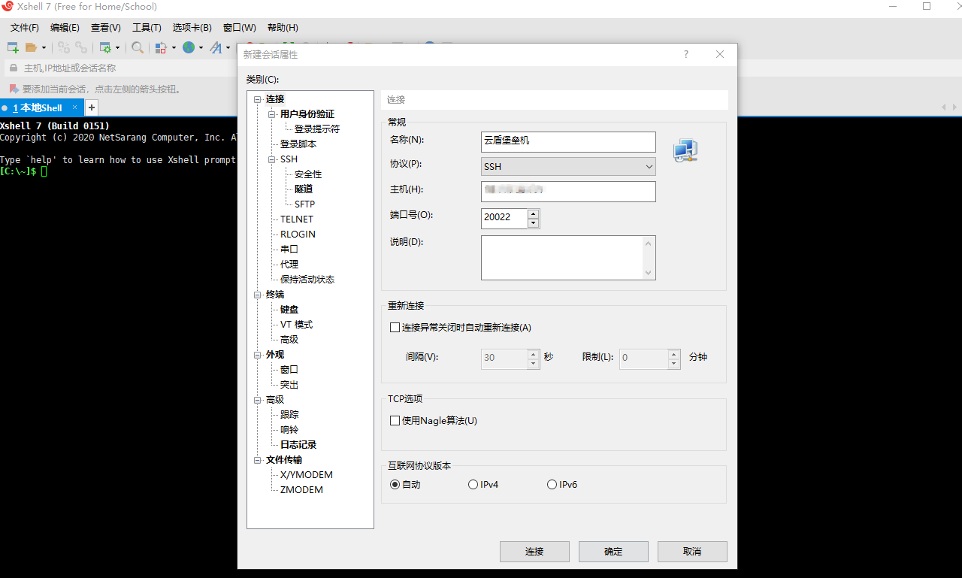 Xshell 7 (Free for Home/School)
文件(F) 编辑(E) 查看(V) 工具(T) 选项卡(B) 窗口(W) 帮助(H)
主机,IP地址或会话名称
要添加当前会话，点击左侧的箭头按钮。
1 本地Shell × +
Xshell 7 (Build 0151)
Copyright (c) 2020 NetSarang Computer, Inc. A
Type `help' to learn how to use Xshell prompt
[C:\~]$
新建会话属性
? ×
类别(C):
连接
用户身份验证
登录提示符
登录脚本
SSH
安全性
隧道
SFTP
TELNET
RLOGIN
串口
代理
保持活动状态
终端
键盘
VT 模式
高级
外观
窗口
突出
高级
跟踪
响铃
日志记录
文件传输
X/YMODEM
ZMODEM
连接
常规
名称(N): 云盾堡垒机
协议(P): SSH
主机(H):
端口号(O): 20022
说明(D):
重新连接
连接异常关闭时自动重新连接(A)
间隔(V): 30 秒 限制(L): 0 分钟
TCP选项
使用Nagle算法(U)
互联网协议版本
自动 IPv4 IPv6
连接 确定 取消